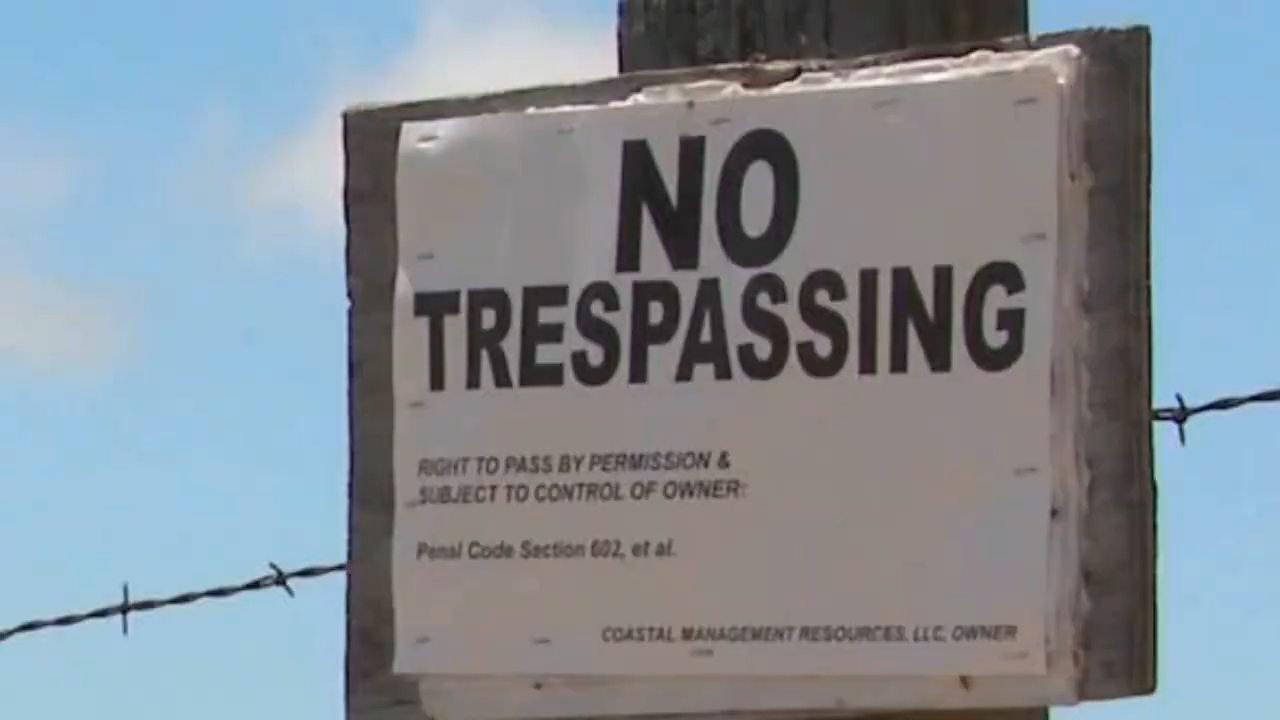 NO
TRESPASSING
RIGHT TO PASS BY PERMISSION &
SUBJECT TO CONTROL OF OWNER:
Penal Code Section 602, et al.
COASTAL MANAGEMENT RESOURCES, LLC, OWNER